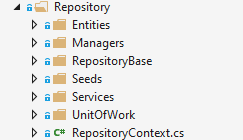 Repository
Entities
Managers
RepositoryBase
Seeds
Services
UnitOfWork
C# RepositoryContext.cs